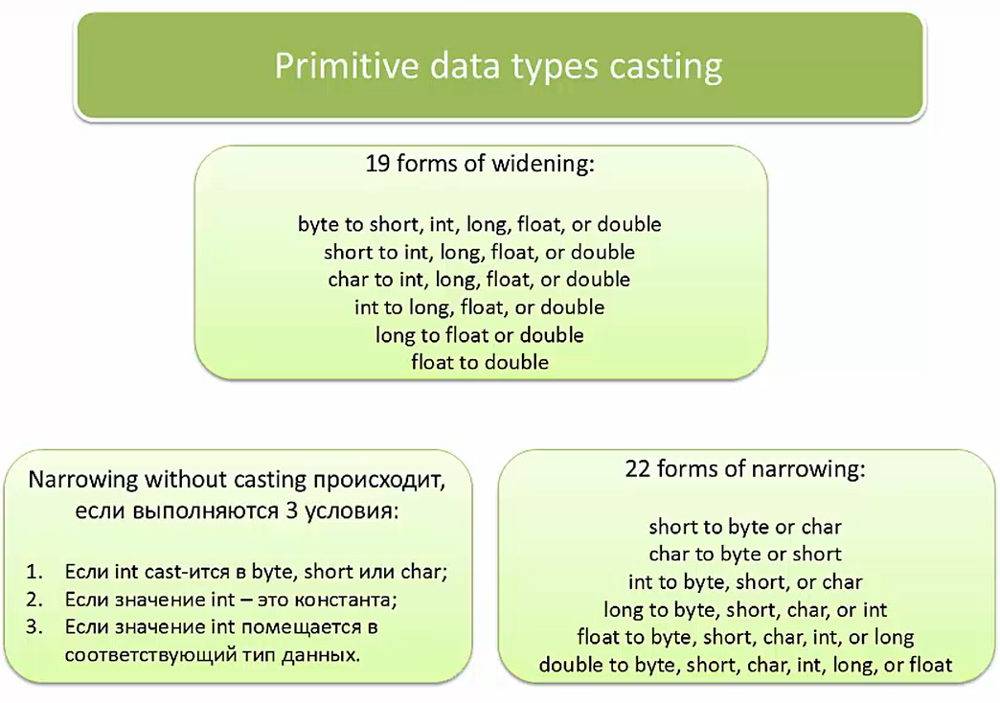 Primitive data types casting
19 forms of widening:
byte to short, int, long, float, or double
short to int, long, float, or double
char to int, long, float, or double
int to long, float, or double
long to float or double
float to double
Narrowing without casting происходит,
если выполняются 3 условия:
1. Если int cast-ится в byte, short или char;
2. Если значение int – это константа;
3. Если значение int помещается в
соответствующий тип данных.
22 forms of narrowing:
short to byte or char
char to byte or short
int to byte, short, or char
long to byte, short, char, or int
float to byte, short, char, int, or long
double to byte, short, char, int, long, or float